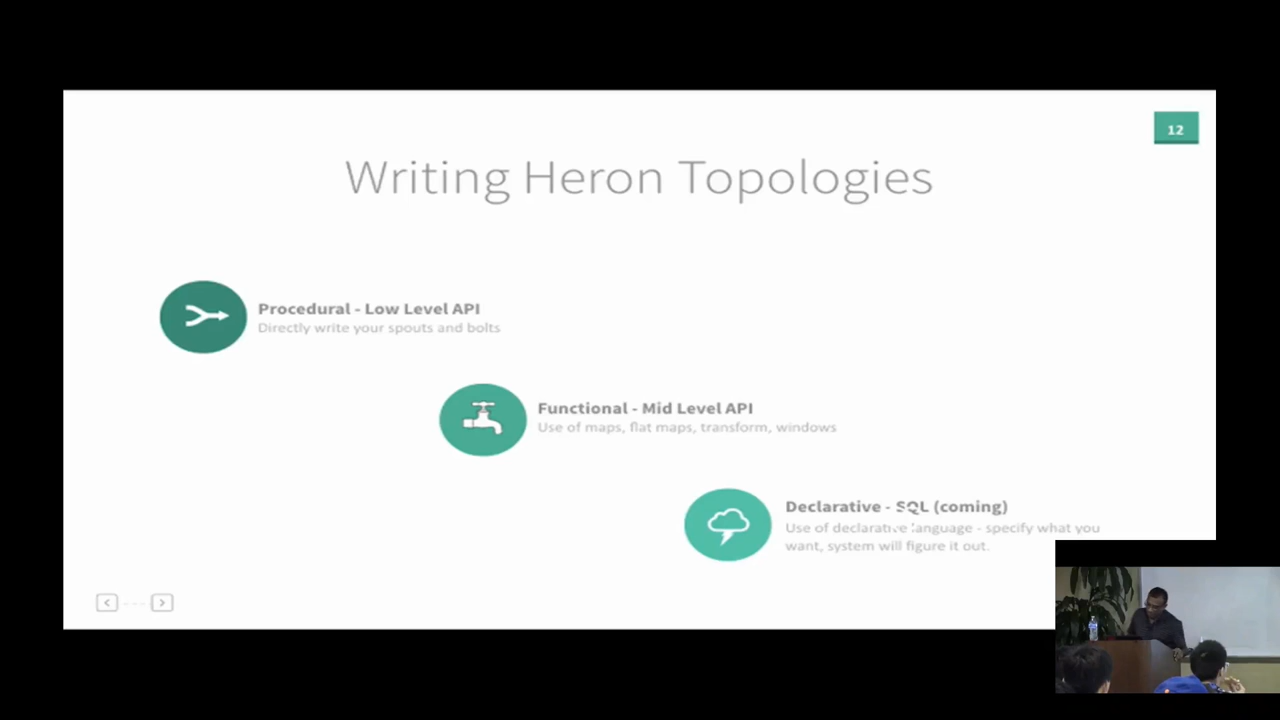 12
Writing Heron Topologies
Procedural - Low Level API
Directly write your spouts and bolts
Functional - Mid Level API
Use of maps, flat maps, transform, windows
Declarative - SQL (coming)
Use of declarative language - specify what you
want, system will figure it out.